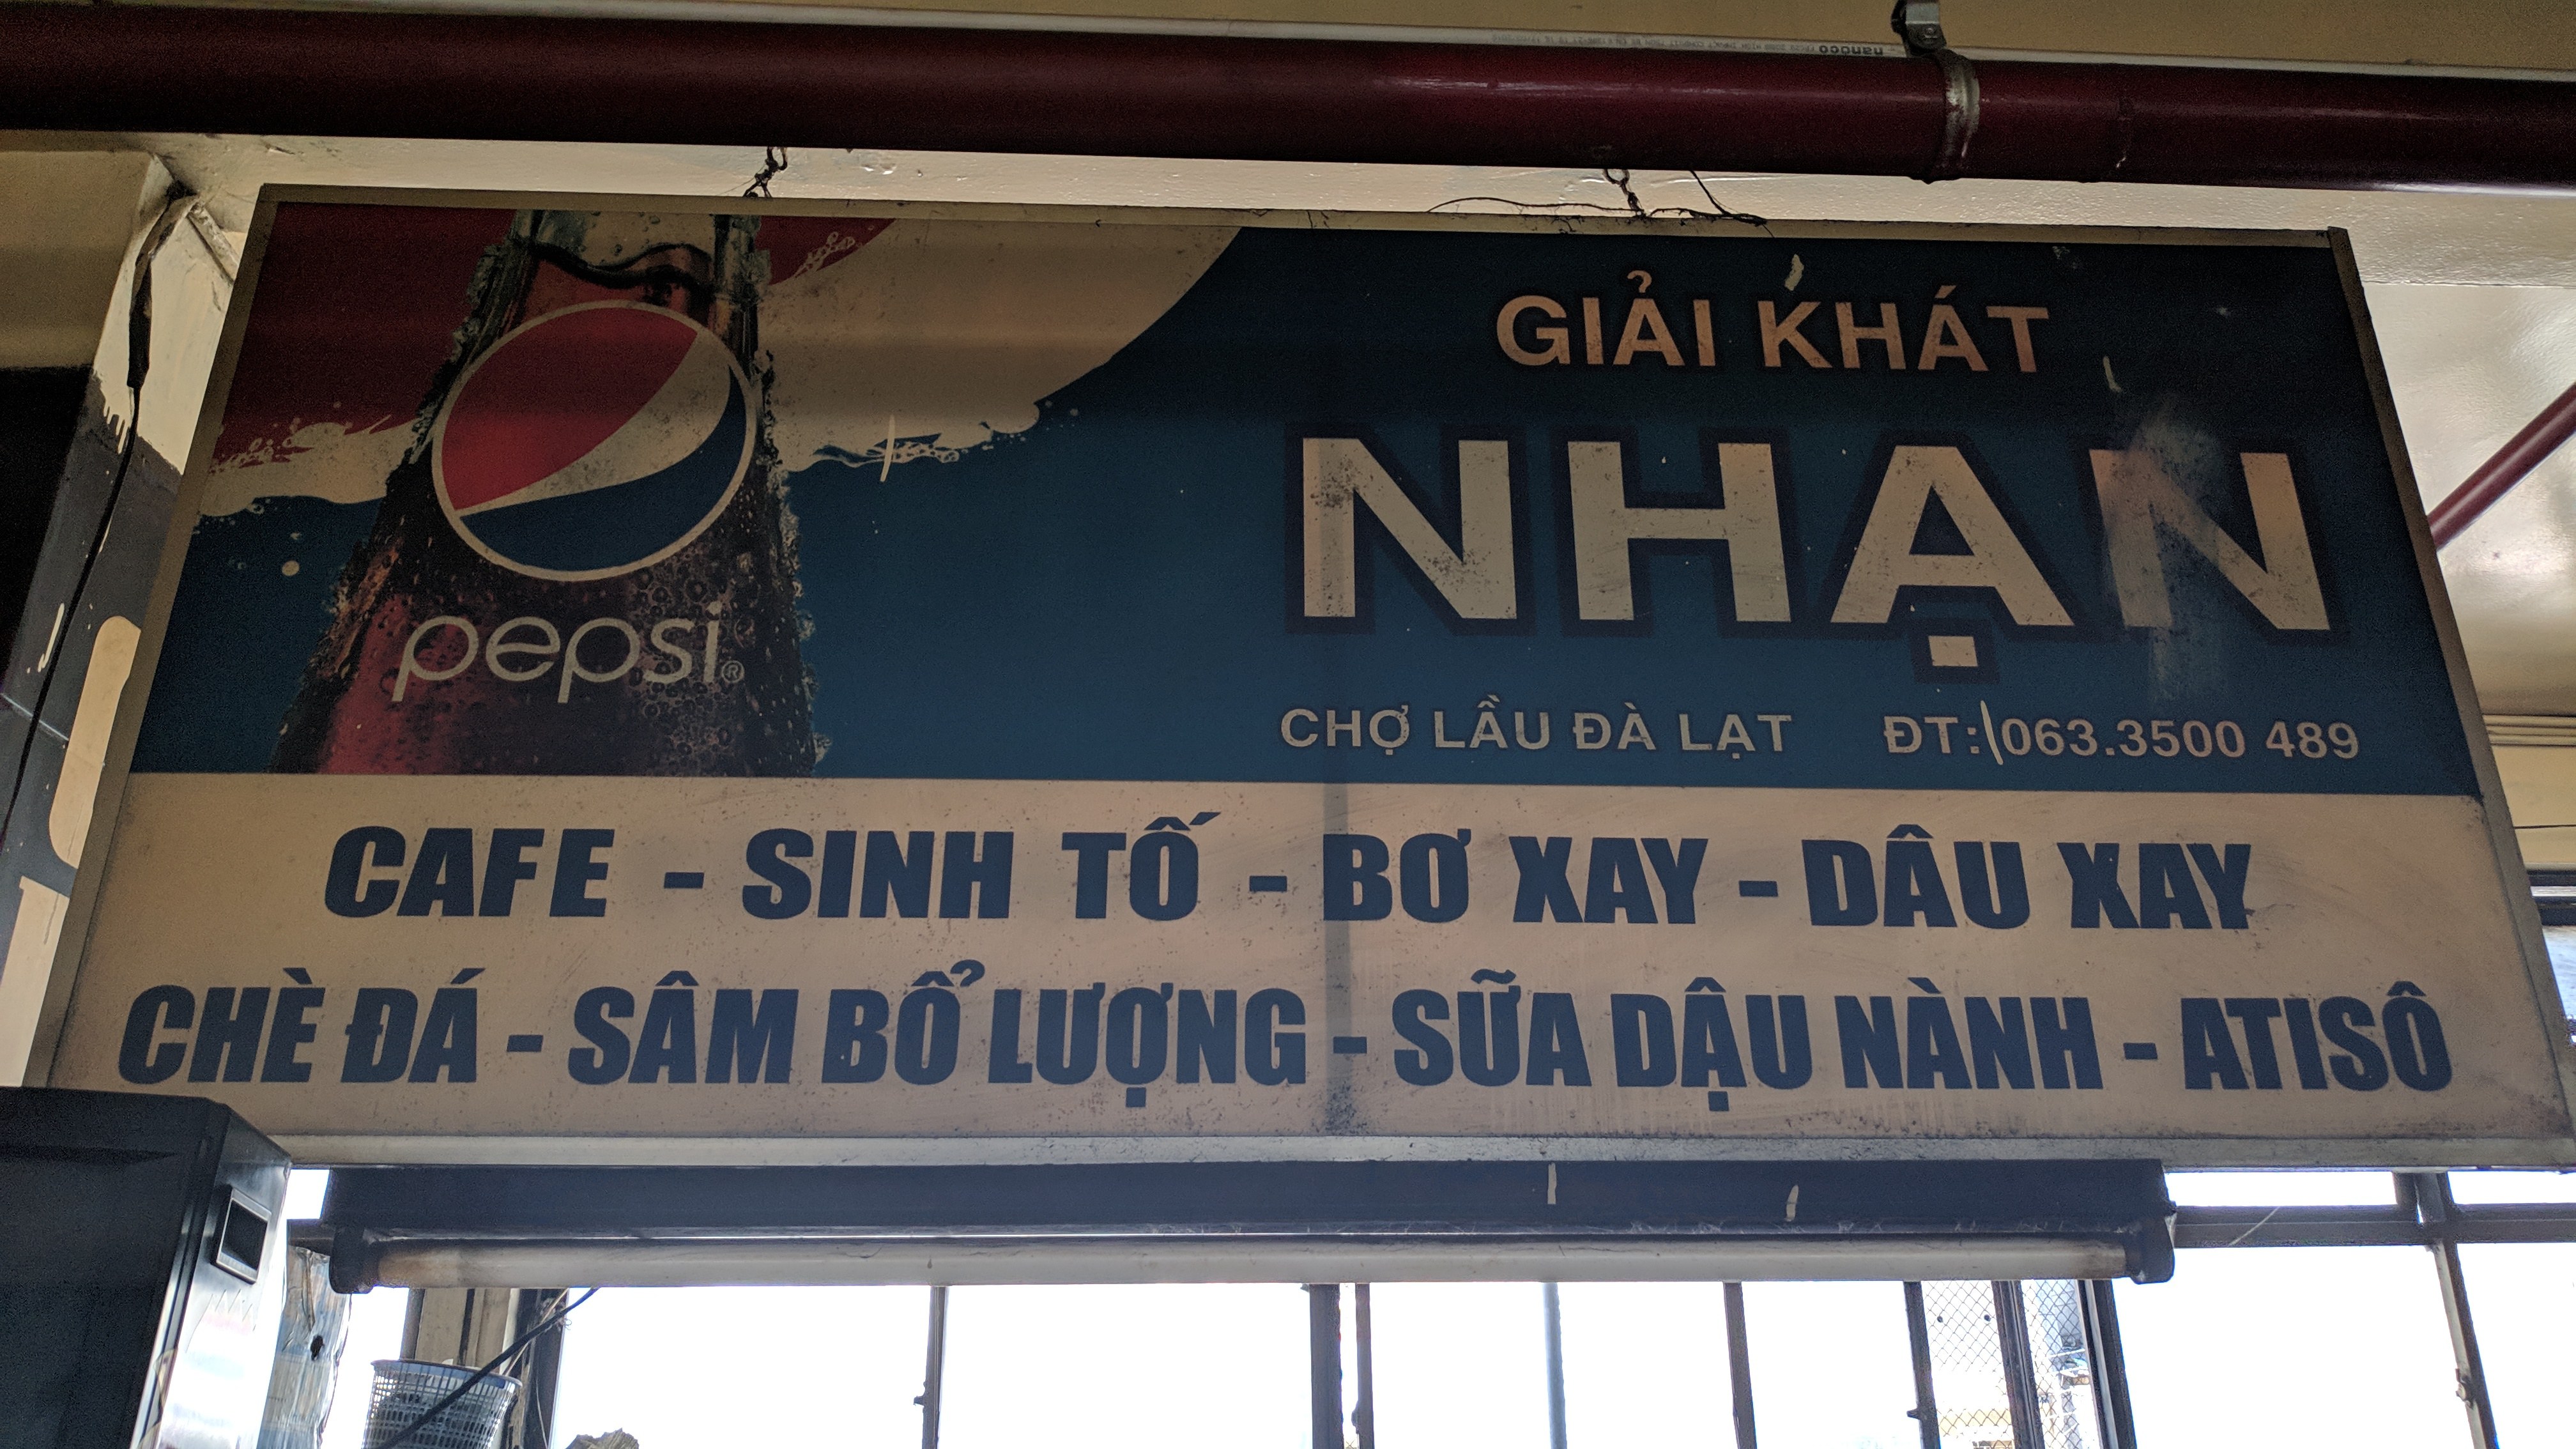 GIẢI KHÁT
NHẠN
pepsi®
CHỢ LẦU ĐÀ LẠT ĐT: 063.3500 489
CAFE - SINH TỐ - BƠ XAY - DÂU XAY
CHÈ ĐÁ - SÂM BỔ LƯỢNG - SỮA DẬU NÀNH - ATISÔ